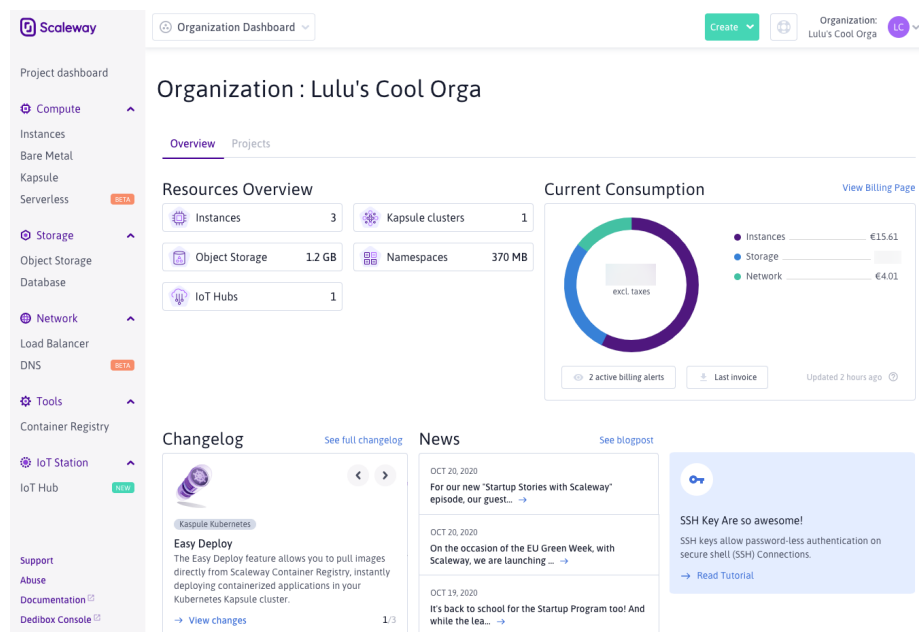 Scaleway
Organization Dashboard
Create
Organization:
Lulu's Cool Orga
LC
Project dashboard
Compute
Instances
Bare Metal
Kapsule
Serverless
BETA
Storage
Object Storage
Database
Network
Load Balancer
DNS
BETA
Tools
Container Registry
IoT Station
IoT Hub
NEW
Support
Abuse
Documentation
Dedibox Console
Organization : Lulu's Cool Orga
Overview
Projects
Resources Overview
Instances 3
Kapsule clusters 1
Object Storage 1.2 GB
Namespaces 370 MB
IoT Hubs 1
Current Consumption
View Billing Page
excl. taxes
Instances €15.61
Storage
Network €4.01
2 active billing alerts
Last invoice
Updated 2 hours ago
Changelog
See full changelog
Kaspule Kubernetes
Easy Deploy
The Easy Deploy feature allows you to pull images
directly from Scaleway Container Registry, instantly
deploying containerized applications in your
Kubernetes Kapsule cluster.
→ View changes
1/3
News
See blogpost
OCT 20, 2020
For our new "Startup Stories with Scaleway"
episode, our guest... →
OCT 20, 2020
On the occasion of the EU Green Week, with
Scaleway, we are launching ... →
OCT 19, 2020
It's back to school for the Startup Program too! And
while the lea... →
SSH Key Are so awesome!
SSH keys allow password-less authentication on
secure shell (SSH) Connections.
→ Read Tutorial